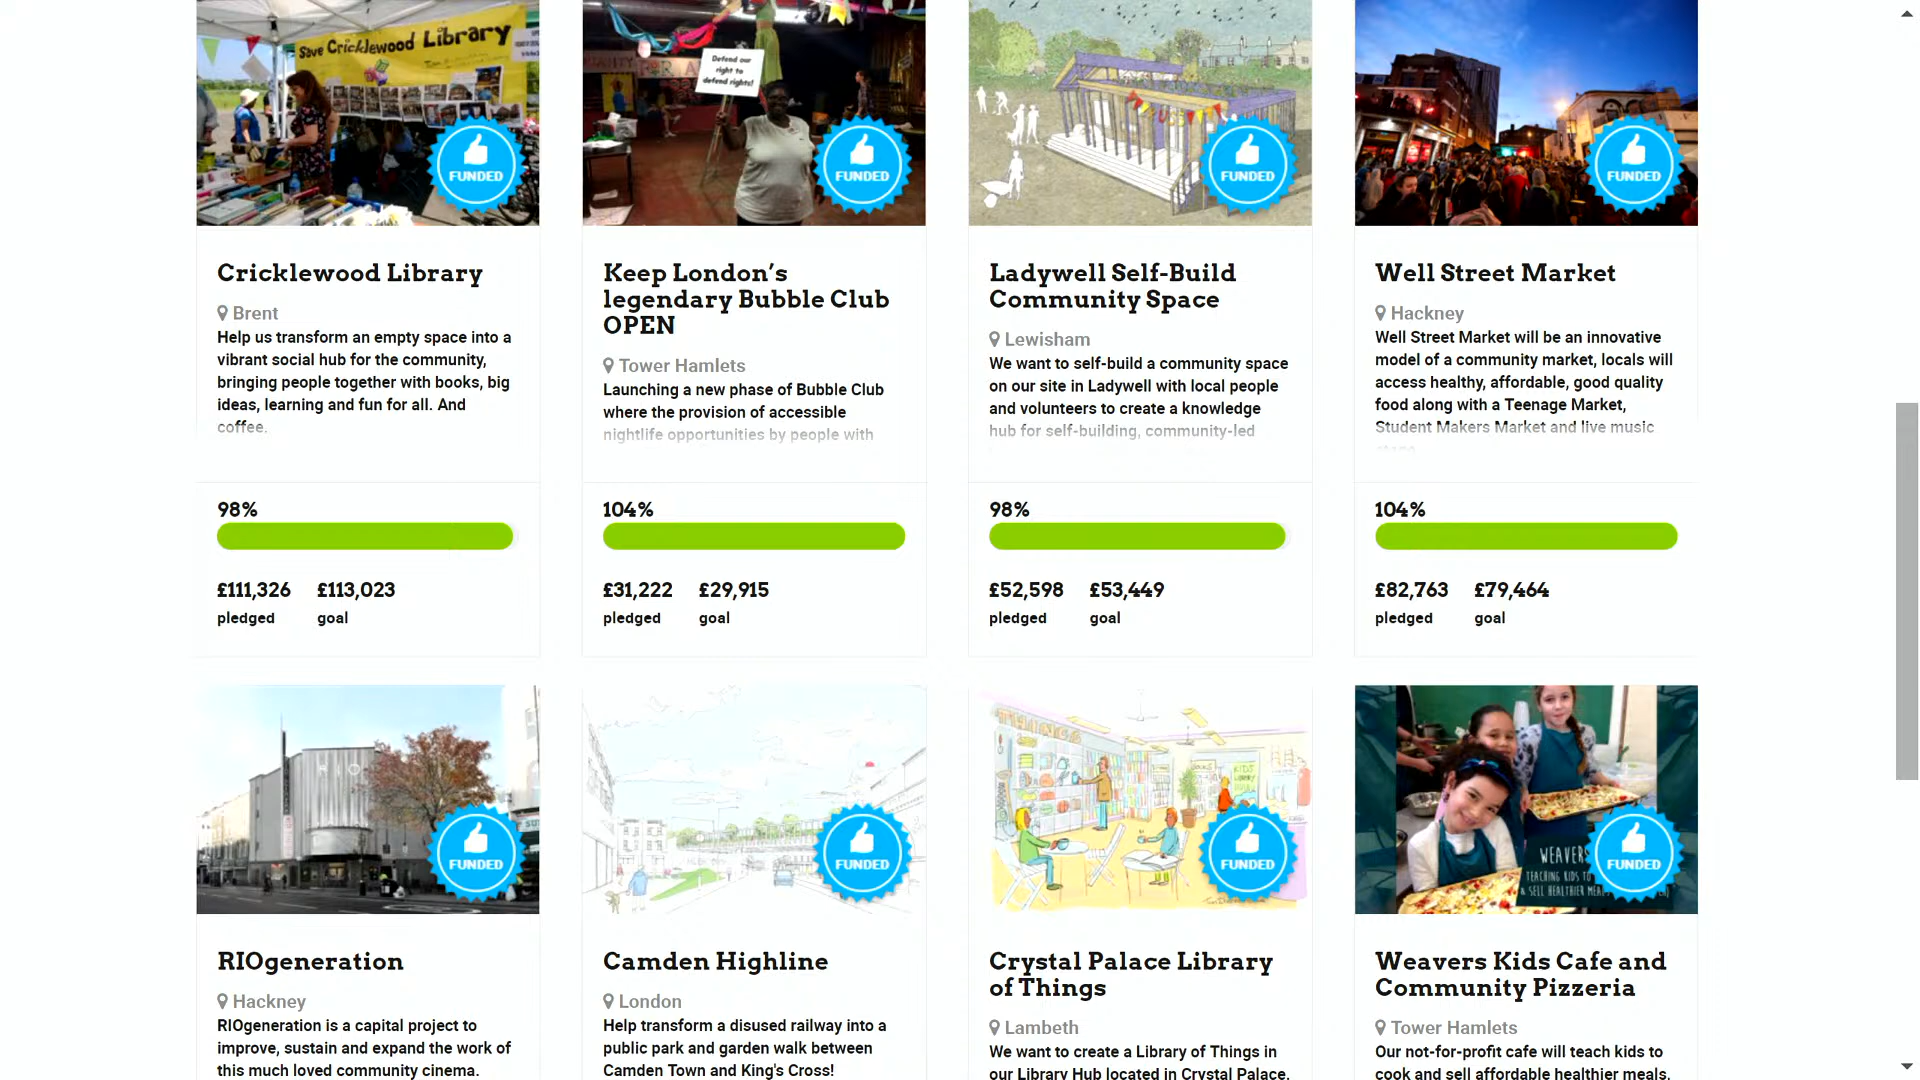 Save Cricklewood Library
FUNDED
Cricklewood Library
Brent
Help us transform an empty space into a
vibrant social hub for the community,
bringing people together with books, big
ideas, learning and fun for all. And
coffee.
98%
£111,326 £113,023
pledged goal
Defend our
right to
defend rights!
FUNDED
Keep London’s
legendary Bubble Club
OPEN
Tower Hamlets
Launching a new phase of Bubble Club
where the provision of accessible
nightlife opportunities by people with
104%
£31,222 £29,915
pledged goal
FUNDED
Ladywell Self-Build
Community Space
Lewisham
We want to self-build a community space
on our site in Ladywell with local people
and volunteers to create a knowledge
hub for self-building, community-led
98%
£52,598 £53,449
pledged goal
FUNDED
Well Street Market
Hackney
Well Street Market will be an innovative
model of a community market, locals will
access healthy, affordable, good quality
food along with a Teenage Market,
Student Makers Market and live music
104%
£82,763 £79,464
pledged goal
RIO
FUNDED
RIOgeneration
Hackney
RIOgeneration is a capital project to
improve, sustain and expand the work of
this much loved community cinema.
FUNDED
Camden Highline
London
Help transform a disused railway into a
public park and garden walk between
Camden Town and King's Cross!
THINGS
KIDS
LIBRARY
FUNDED
Crystal Palace Library
of Things
Lambeth
We want to create a Library of Things in
our Library Hub located in Crystal Palace.
WEAVERS
TEACHING KIDS TO
& SELL HEALTHIER
FUNDED
Weavers Kids Cafe and
Community Pizzeria
Tower Hamlets
Our not-for-profit cafe will teach kids to
cook and sell affordable healthier meals.